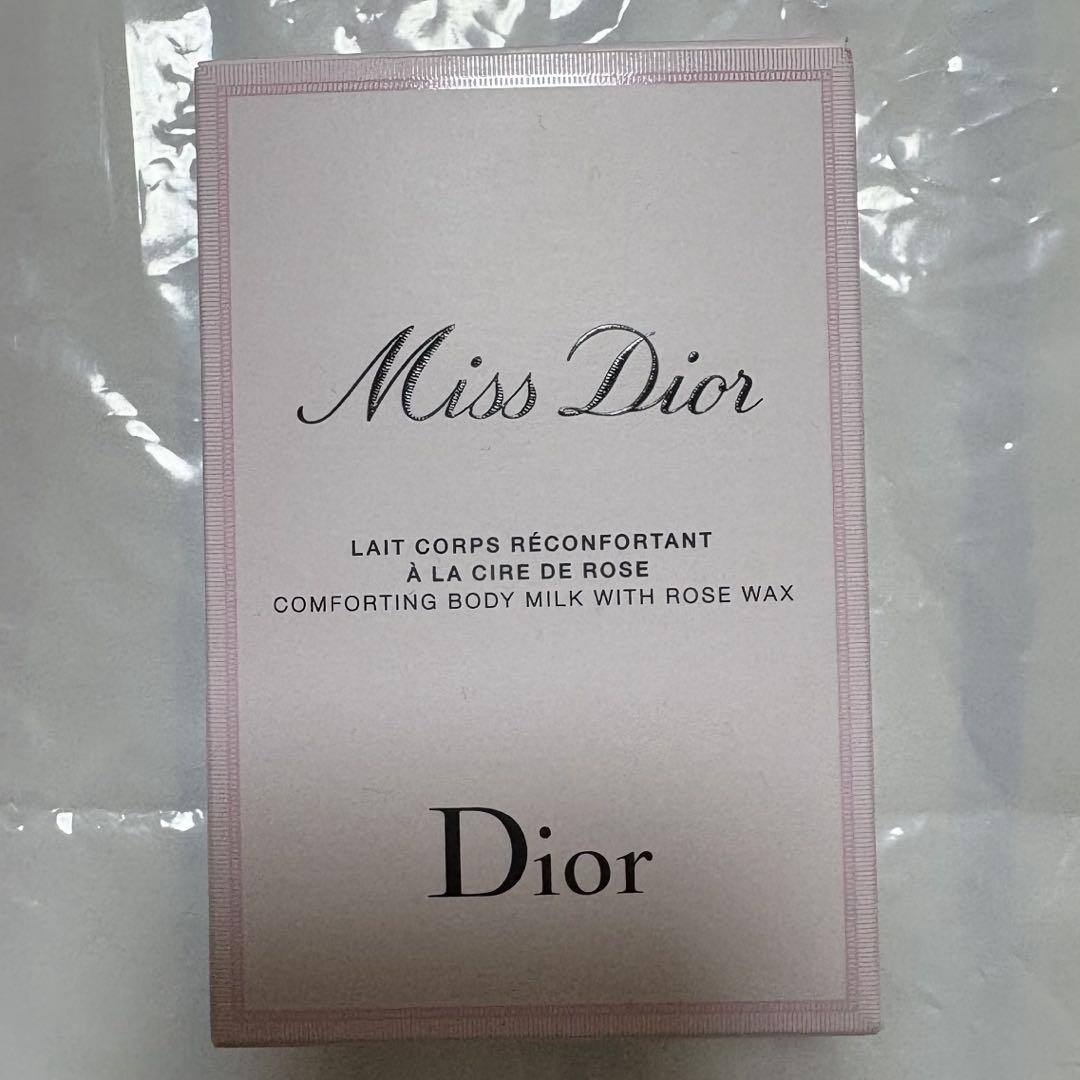 Miss Dior
LAIT CORPS RÉCONFORTANT
À LA CIRE DE ROSE
COMFORTING BODY MILK WITH ROSE WAX
Dior